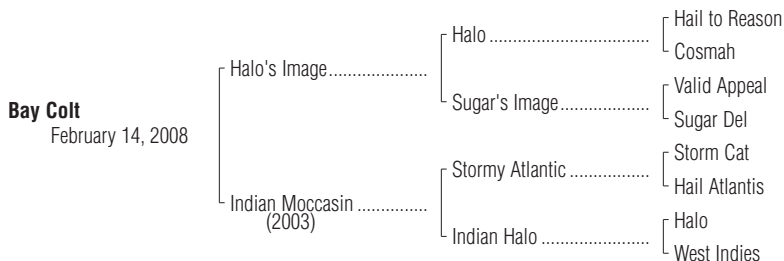 Hail to Reason
Halo ........................................
Cosmah
Halo's Image.....................
Valid Appeal
Sugar's Image......................
Sugar Del
Bay Colt
February 14, 2008
Storm Cat
Stormy Atlantic ...................
Hail Atlantis
Indian Moccasin ...............
(2003)
Halo
Indian Halo ..........................
West Indies